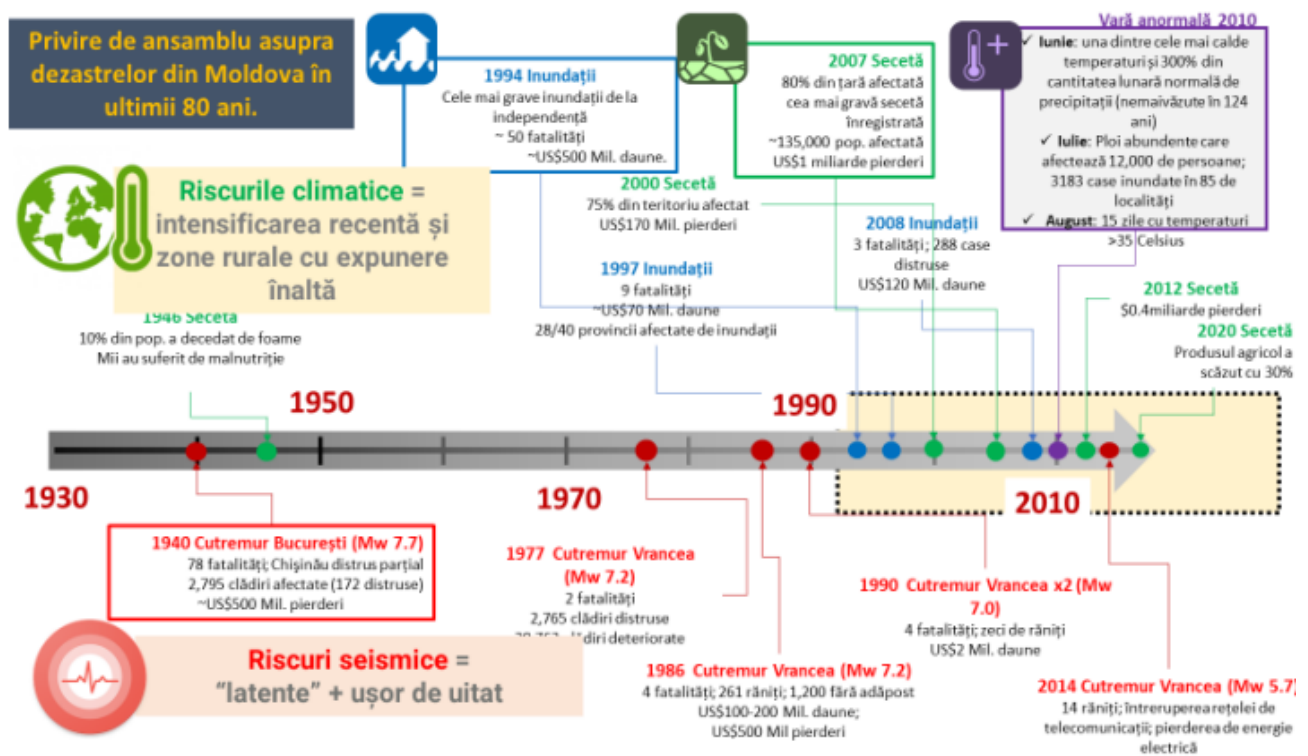 Privire de ansamblu asupra
dezastrelor din Moldova în
ultimii 80 ani.
1994 Inundații
Cele mai grave inundații de la
independență
~ 50 fatalități
~US$500 Mil. daune.
2007 Secetă
80% din țară afectată
cea mai gravă secetă
înregistrată
~135,000 pop. afectată
US$1 miliarde pierderi
Vară anormală 2010
✓ Iunie: una dintre cele mai calde
temperaturi și 300% din
cantitatea lunară normală de
precipitații (nemaivăzute în 124
ani)
✓ Iulie: Ploi abundente care
afectează 12,000 de persoane;
3183 case inundate în 85 de
localități
✓ August: 15 zile cu temperaturi
>35 Celsius
Riscurile climatice =
intensificarea recentă și
zone rurale cu expunere
înaltă
2000 Secetă
75% din teritoriu afectat
US$170 Mil. pierderi
2008 Inundații
3 fatalități; 288 case
distruse
US$120 Mil. daune
1997 Inundații
9 fatalități
~US$70 Mil. daune
28/40 provincii afectate de inundații
2012 Secetă
$0.4miliarde pierderi
2020 Secetă
Produsul agricol a
scăzut cu 30%
1946 Secetă
10% din pop. a decedat de foame
Mii au suferit de malnutriție
1950
1990
1930
1970
2010
1940 Cutremur București (Mw 7.7)
78 fatalități; Chișinău distrus parțial
2,795 clădiri afectate (172 distruse)
~US$500 Mil. pierderi
1977 Cutremur Vrancea
(Mw 7.2)
2 fatalități
2,765 clădiri distruse
clădiri deteriorate
1990 Cutremur Vrancea x2 (Mw
7.0)
4 fatalități; zeci de răniți
US$2 Mil. daune
1986 Cutremur Vrancea (Mw 7.2)
4 fatalități; 261 răniți; 1,200 fără adăpost
US$100-200 Mil. daune;
US$500 Mil pierderi
2014 Cutremur Vrancea (Mw 5.7)
14 răniți; întreruperea rețelei de
telecomunicații; pierderea de energie
electrică
Riscuri seismice =
“latente” + ușor de uitat